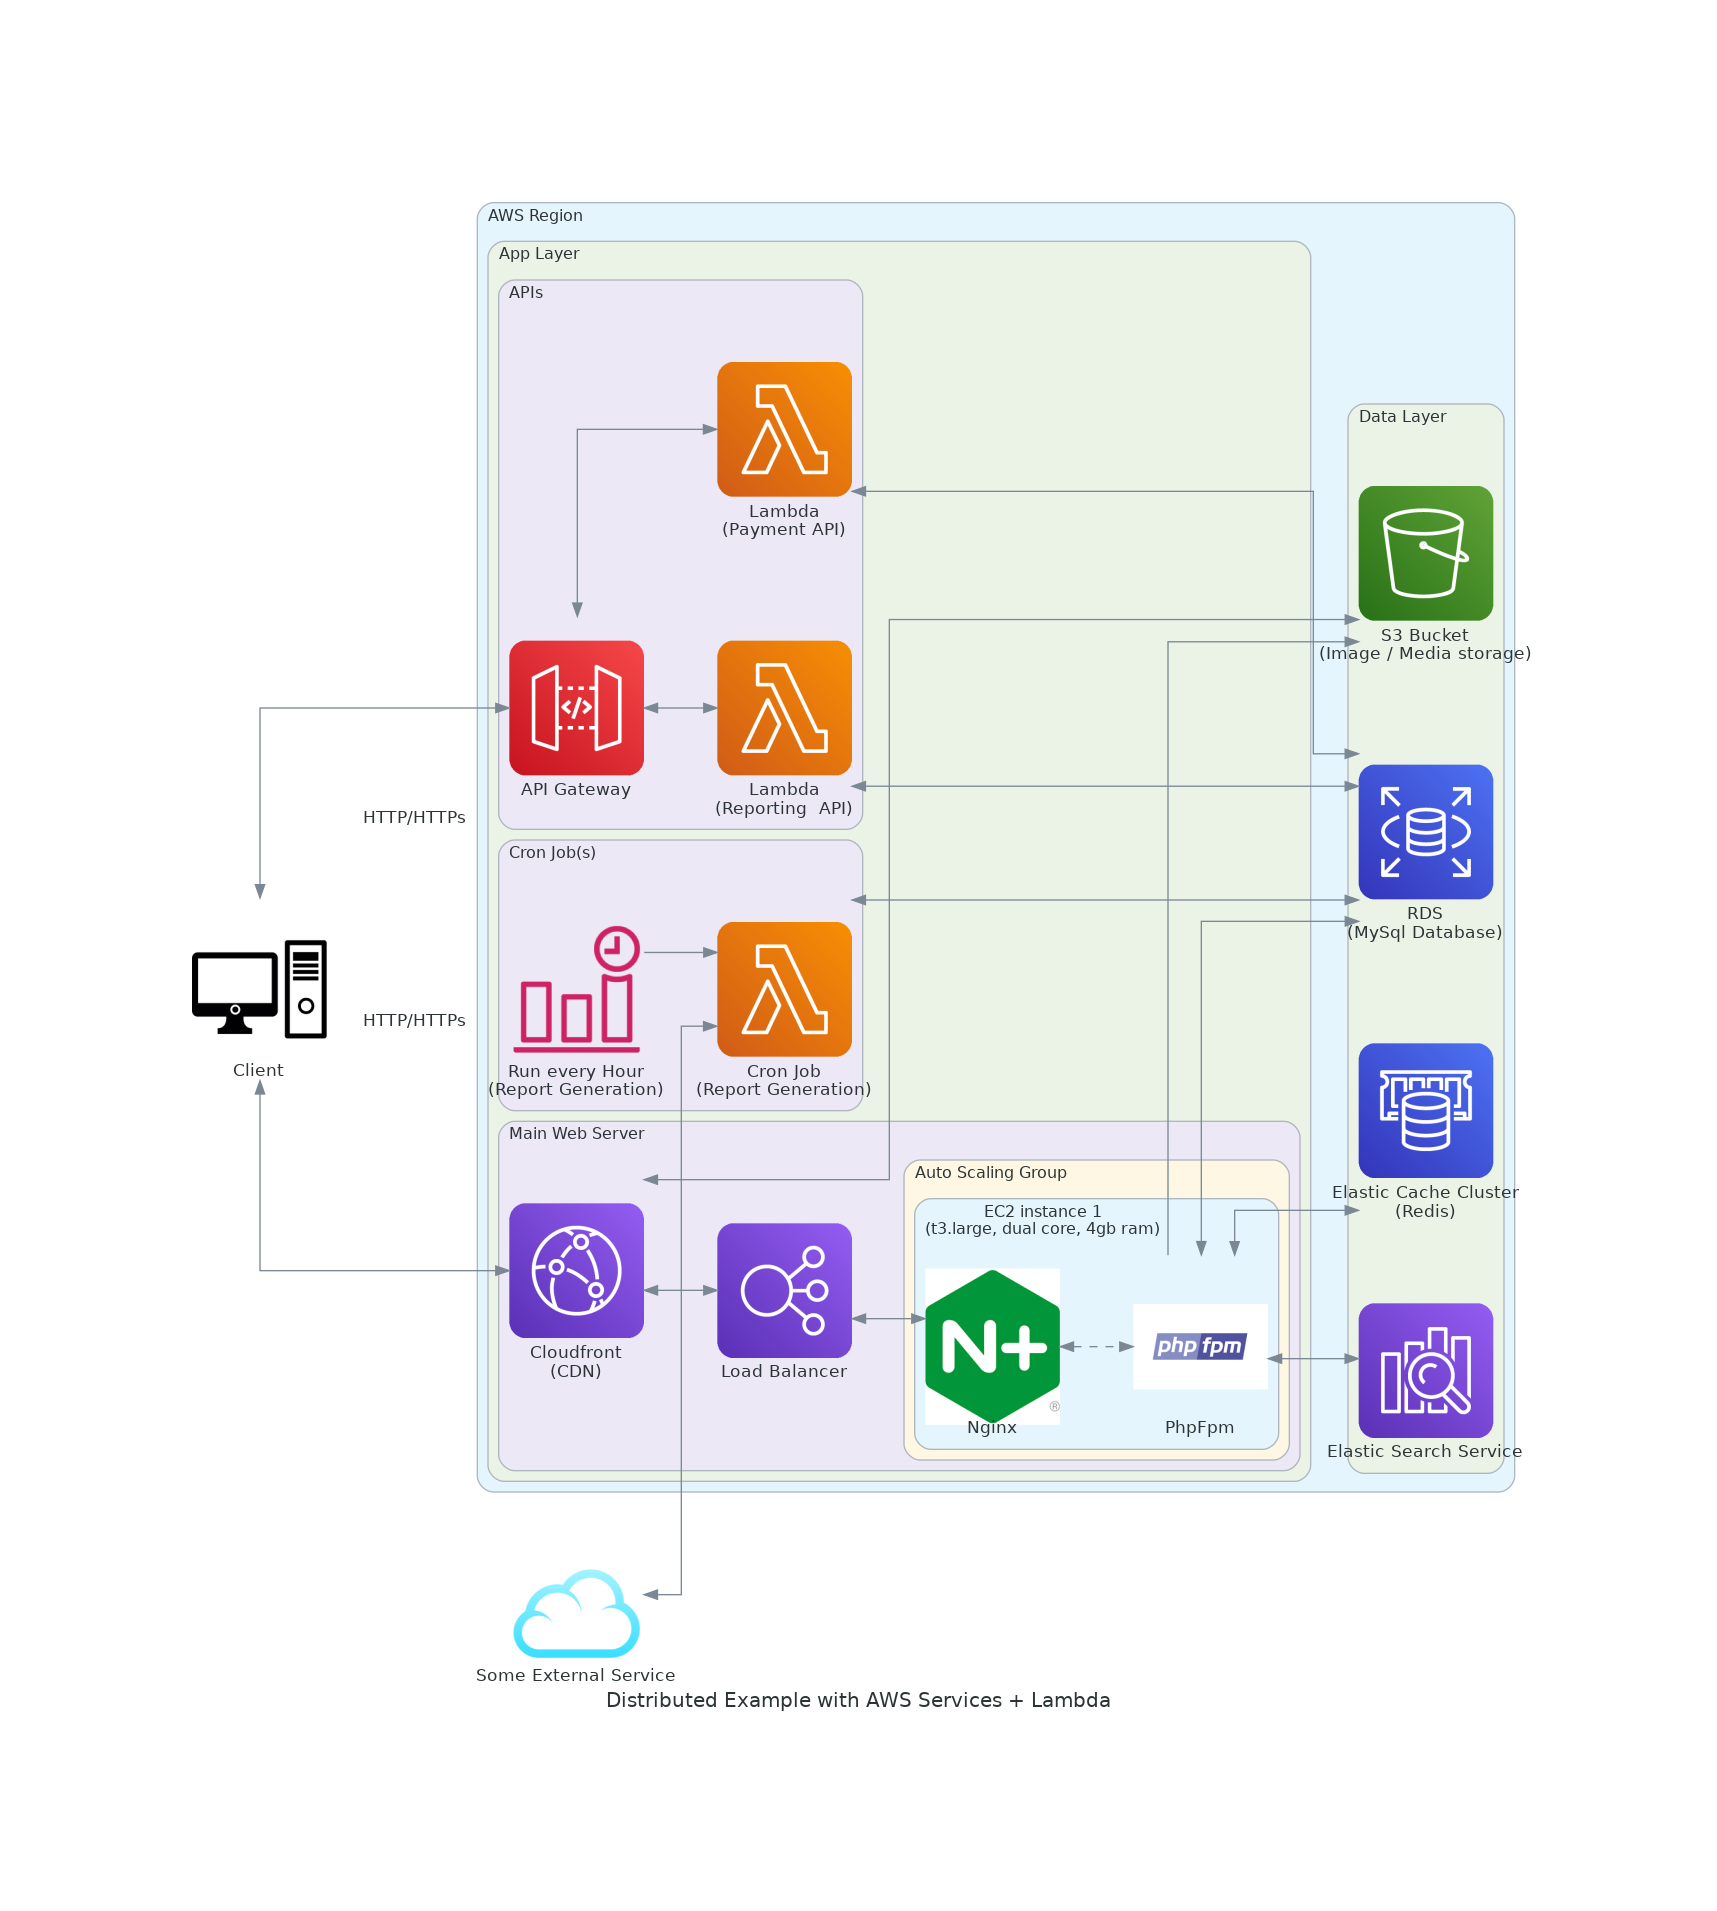 AWS Region
App Layer
APIs
Lambda
(Payment API)
API Gateway
Lambda
(Reporting  API)
HTTP/HTTPs
Cron Job(s)
Run every Hour
(Report Generation)
Cron Job
(Report Generation)
Client
HTTP/HTTPs
Main Web Server
Cloudfront
(CDN)
Load Balancer
Auto Scaling Group
EC2 instance 1
(t3.large, dual core, 4gb ram)
N+
®
Nginx
php fpm
PhpFpm
Data Layer
S3 Bucket
(Image / Media storage)
RDS
(MySql Database)
Elastic Cache Cluster
(Redis)
Elastic Search Service
Some External Service
Distributed Example with AWS Services + Lambda